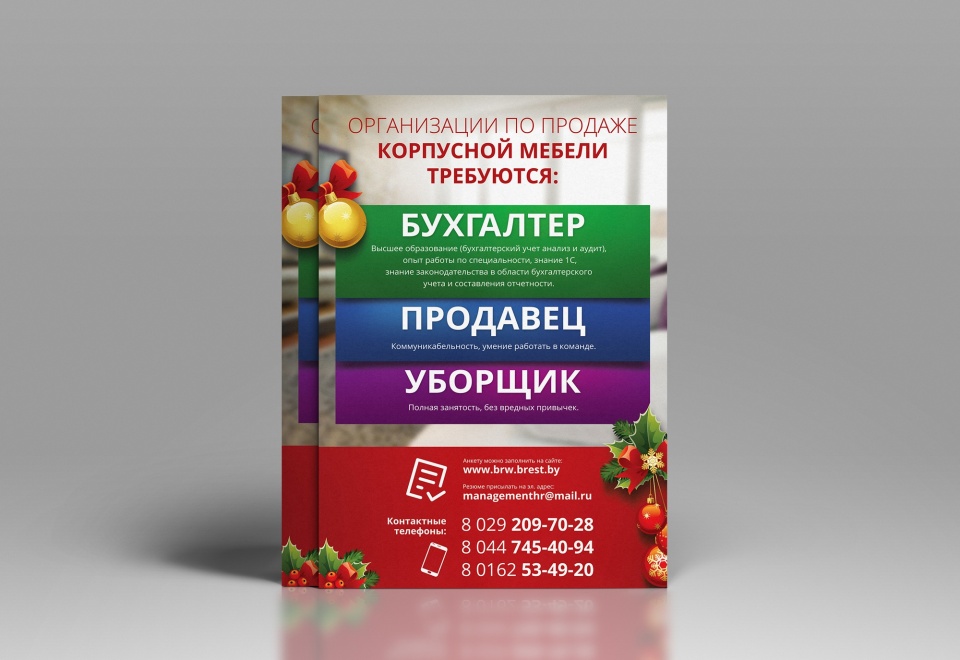 ОРГАНИЗАЦИИ ПО ПРОДАЖЕ
КОРПУСНОЙ МЕБЕЛИ
ТРЕБУЮТСЯ:
БУХГАЛТЕР
Высшее образование (бухгалтерский учет анализ и аудит),
опыт работы по специальности, знание 1С,
знание законодательства в области бухгалтерского
учета и составления отчетности.
ПРОДАВЕЦ
Коммуникабельность, умение работать в команде.
УБОРЩИК
Полная занятость, без вредных привычек.
Анкету можно заполнить на сайте:
www.brw.brest.by
Резюме присылать на эл. адрес:
managementhr@mail.ru
Контактные
телефоны:
8 029 209-70-28
8 044 745-40-94
8 0162 53-49-20